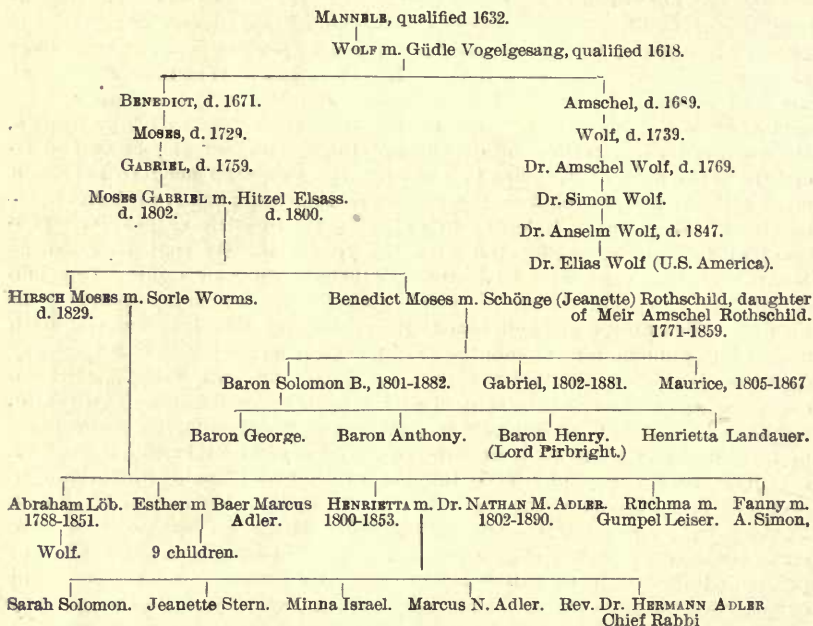 MANNELE, qualified 1632.
WOLF m. Güdle Vogelgesang, qualified 1618.
BENEDICT, d. 1671. Amschel, d. 1689.
MOSES, d. 1729. Wolf, d. 1739.
GABRIEL, d. 1759. Dr. Amschel Wolf, d. 1769.
MOSES GABRIEL m. Hitzel Elsass. Dr. Simon Wolf.
d. 1802. d. 1800.
Dr. Anselm Wolf, d. 1847.
Dr. Elias Wolf (U.S. America).
HIRSCH MOSES m. Sorle Worms. Benedict Moses m. Schönge (Jeanette) Rothschild, daughter
d. 1829. of Meir Amschel Rothschild.
1771-1859.
Baron Solomon B., 1801-1882. Gabriel, 1802-1881. Maurice, 1805-1867
Baron George. Baron Anthony. Baron Henry. Henrietta Landauer.
(Lord Pirbright.)
Abraham Löb. Esther m Baer Marcus HENRIETTA m. Dr. NATHAN M. ADLER. Ruchma m. Fanny m.
1788-1851. Adler. 1800-1853. 1802-1890. Gumpel Leiser. A. Simon,
Wolf. 9 children.
Sarah Solomon. Jeanette Stern. Minna Israel. Marcus N. Adler. Rev. Dr. HERMANN ADLER
Chief Rabbi